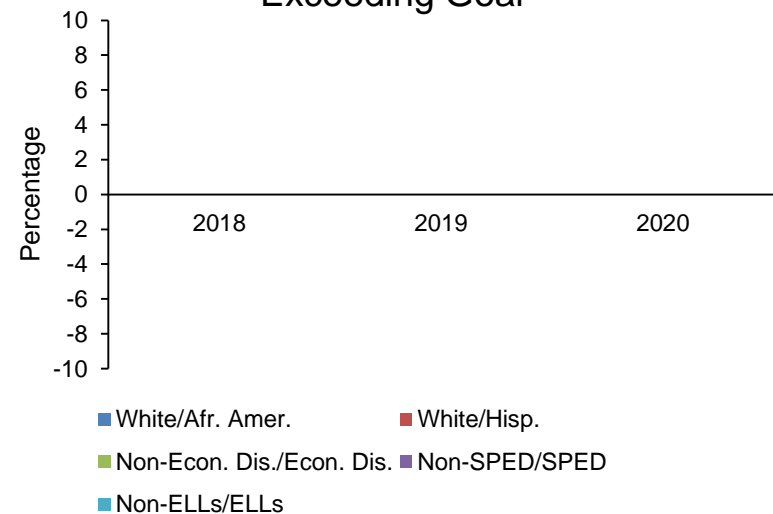 Exceeding Goal
10
8
6
4
2
0
-2
-4
-6
-8
-10
Percentage
2018 2019 2020
White/Afr. Amer. White/Hisp.
Non-Econ. Dis./Econ. Dis. Non-SPED/SPED
Non-ELLs/ELLs